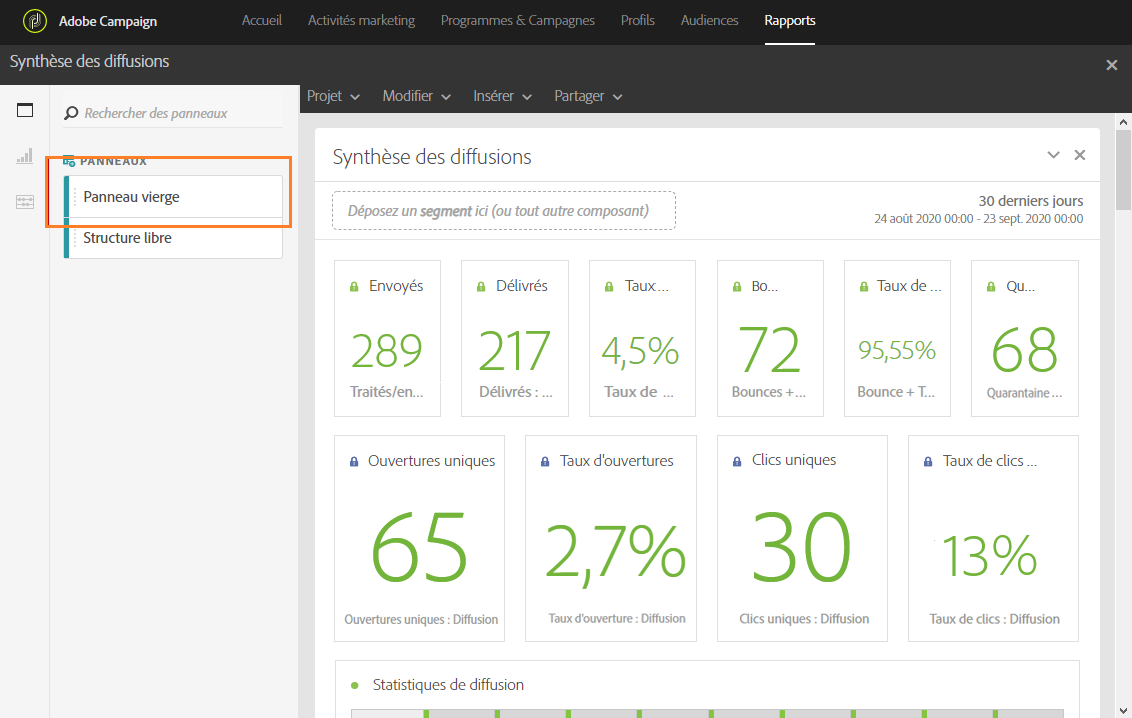 Adobe Campaign
Accueil
Activités marketing
Programmes & Campagnes
Profils
Audiences
Rapports
Synthèse des diffusions
Rechercher des panneaux
Projet
Modifier
Insérer
Partager
PANNEAUX
Panneau vierge
Structure libre
Synthèse des diffusions
Déposez un segment ici (ou tout autre composant)
30 derniers jours
24 août 2020 00:00 - 23 sept. 2020 00:00
Envoyés
289
Traités/en...
Délivrés
217
Délivrés : ...
Taux ...
4,5%
Taux de ...
Bo...
72
Bounces +...
Taux de ...
95,55%
Bounce + T...
Qu...
68
Quarantaine ...
Ouvertures uniques
65
Ouvertures uniques : Diffusion
Taux d'ouvertures
2,7%
Taux d'ouverture : Diffusion
Clics uniques
30
Clics uniques : Diffusion
Taux de clics ...
13%
Taux de clics : Diffusion
Statistiques de diffusion